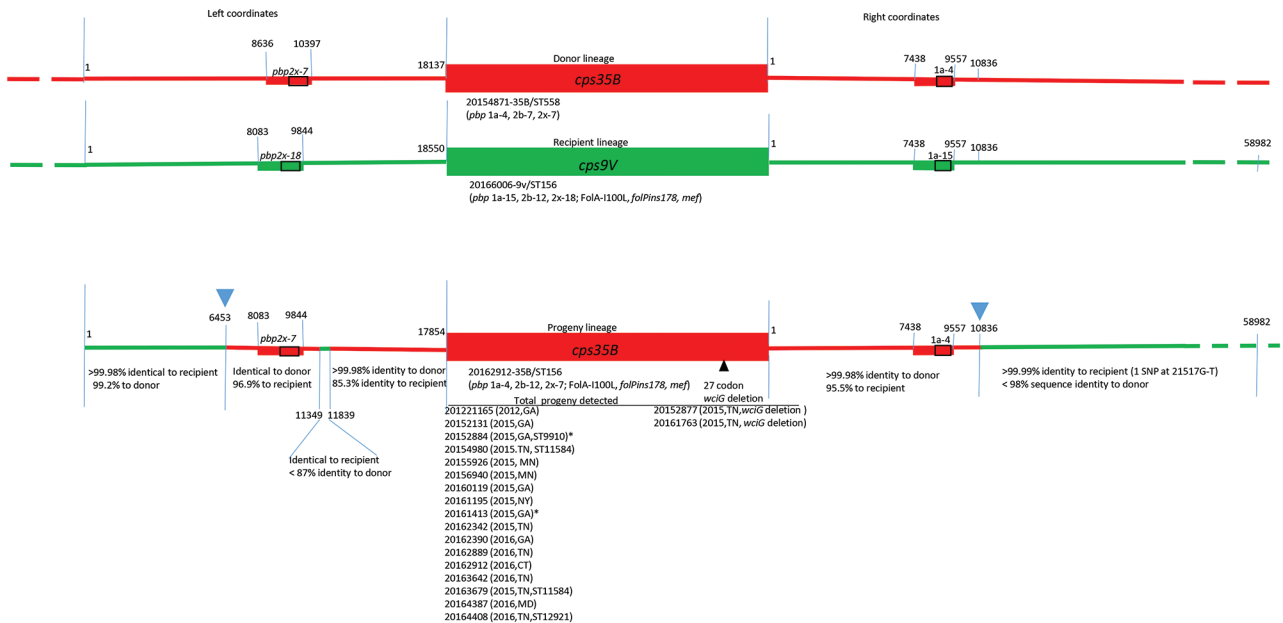 Left coordinates
Right coordinates
8636
10397
7438
9557
10836
1
pbp2x-7
18137
Donor lineage
1
1a-4
cps35B
20154871-35B/ST558
(pbp 1a-4, 2b-7, 2x-7)
8083
9844
7438
9557
10836
58982
1
pbp2x-18
18550
Recipient lineage
1
1a-15
cps9V
20166006-9v/ST156
(pbp 1a-15, 2b-12, 2x-18; FolA-I100L, folPins178, mef)
6453
8083
9844
7438
9557
10836
58982
1
pbp2x-7
17854
Progeny lineage
1
1a-4
cps35B
>99.98% identical to recipient
99.2% to donor
Identical to donor
96.9% to recipient
>99.98% identity to donor
85.3% identity to recipient
20162912-35B/ST156
(pbp 1a-4, 2b-12, 2x-7; FolA-I100L, folPins178, mef)
27 codon
wciG deletion
>99.98% identity to donor
95.5% to recipient
>99.99% identity to recipient (1 SNP at 21517G-T)
< 98% sequence identity to donor
11349
11839
Identical to recipient
< 87% identity to donor
Total progeny detected
201221165 (2012,GA)
20152131 (2015,GA)
20152884 (2015,GA,ST9910)*
20154980 (2015.TN, ST11584)
20155926 (2015, MN)
20156940 (2015,MN)
20160119 (2015,GA)
20161195 (2015,NY)
20161413 (2015,GA)*
20162342 (2015,TN)
20162390 (2016,GA)
20162889 (2016,TN)
20162912 (2016,CT)
20163642 (2016,TN)
20163679 (2015,TN,ST11584)
20164387 (2016,MD)
20164408 (2016,TN,ST12921)
20152877 (2015,TN,wciG deletion )
20161763 (2015,TN, wciG deletion)